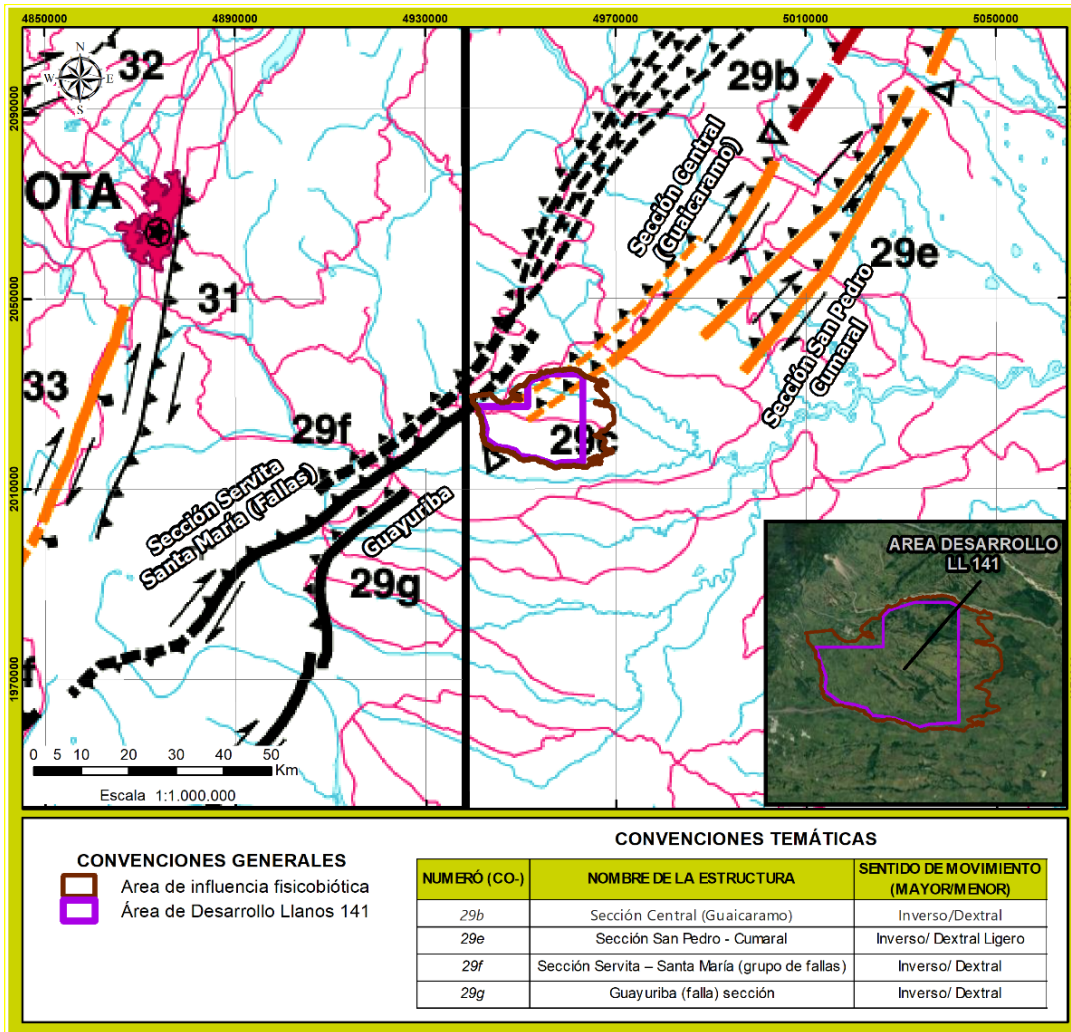 4850000 4890000 4930000 4970000 5010000 5050000
2090000
2050000
2010000
1970000
N
W E
S
32
OTA
31
33
29b
Sección Central
(Guaicaramo)
29e
Sección San Pedro
Cumaral
29f
29c
Sección Servita
Santa María (Fallas)
Guayuriba
29g
f
0 5 10 20 30 40 50
Km
Escala 1:1.000.000
AREA DESARROLLO
LL 141
CONVENCIONES GENERALES
Area de influencia fisicobiótica
Área de Desarrollo Llanos 141
CONVENCIONES TEMÁTICAS
NUMERÓ (CO-) NOMBRE DE LA ESTRUCTURA SENTIDO DE MOVIMIENTO
(MAYOR/MENOR)
29b Sección Central (Guaicaramo) Inverso/Dextral
29e Sección San Pedro - Cumaral Inverso/ Dextral Ligero
29f Sección Servita – Santa María (grupo de fallas) Inverso/ Dextral
29g Guayuriba (falla) sección Inverso/ Dextral